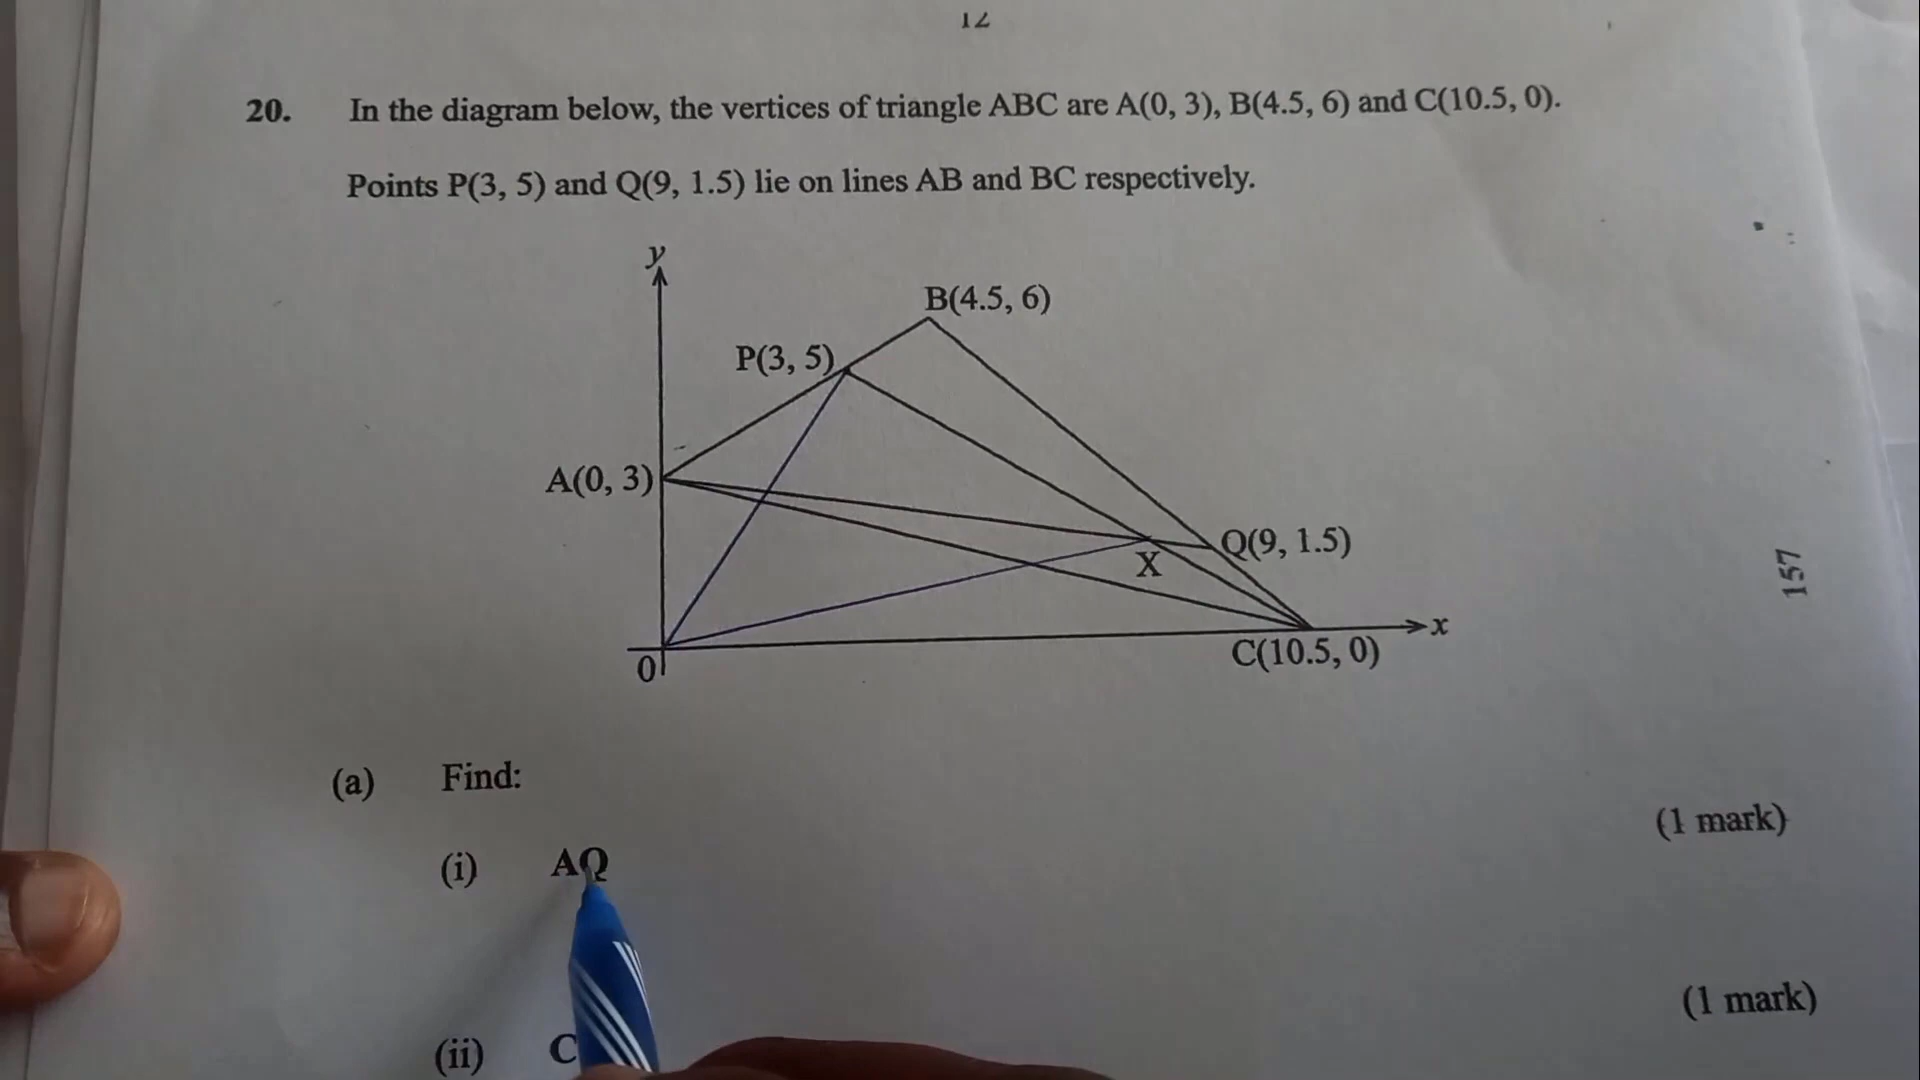 12
20. In the diagram below, the vertices of triangle ABC are A(0, 3), B(4.5, 6) and C(10.5, 0).
Points P(3, 5) and Q(9, 1.5) lie on lines AB and BC respectively.
y
B(4.5, 6)
P(3, 5)
A(0, 3)
Q(9, 1.5)
X
x
0
C(10.5, 0)
157
(a) Find:
(1 mark)
(i) AQ
(1 mark)
(ii) C